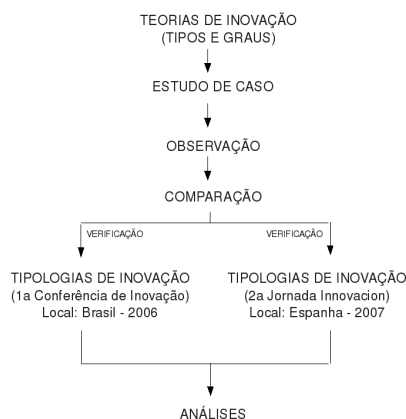 TEORIAS DE INOVAÇÃO
(TIPOS E GRAUS)
ESTUDO DE CASO
OBSERVAÇÃO
COMPARAÇÃO
VERIFICAÇÃO
VERIFICAÇÃO
TIPOLOGIAS DE INOVAÇÃO
(1a Conferência de Inovação)
Local: Brasil - 2006
TIPOLOGIAS DE INOVAÇÃO
(2a Jornada Innovacion)
Local: Espanha - 2007
ANÁLISES